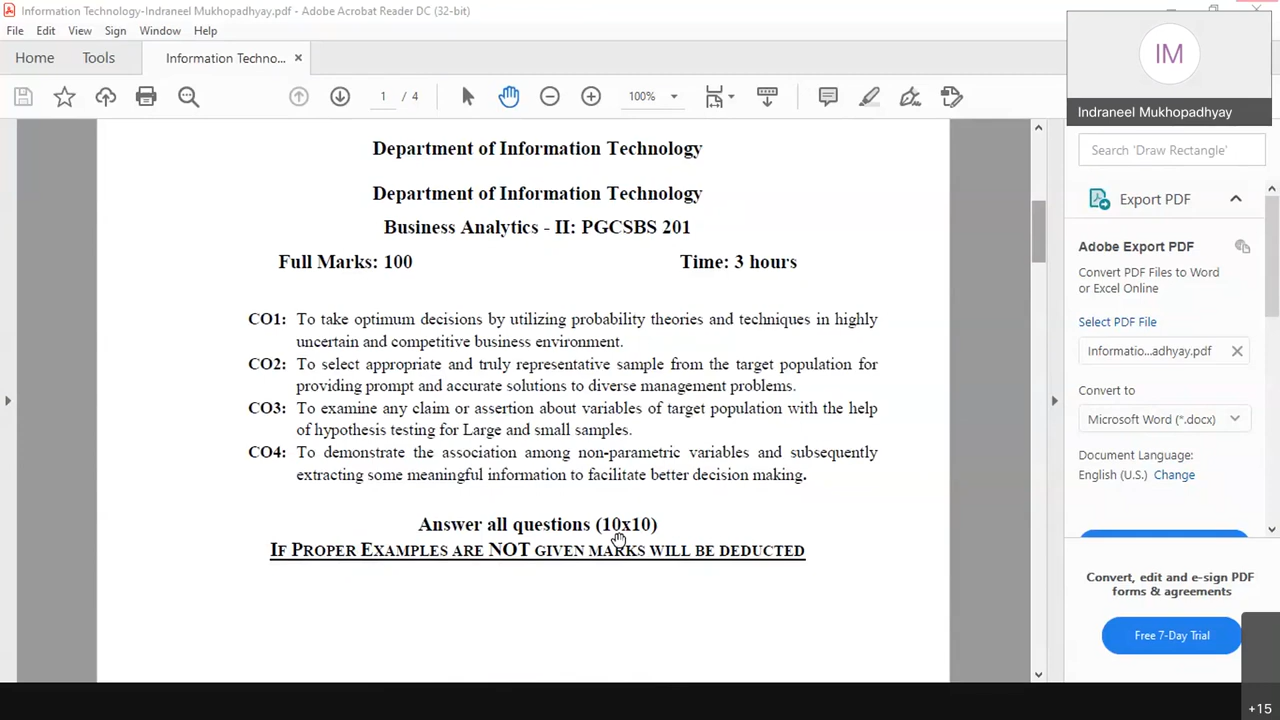 Information Technology-Indraneel Mukhopadhyay.pdf - Adobe Acrobat Reader DC (32-bit)
File Edit View Sign Window Help
Home Tools Information Techno... ×
1 / 4 100%
IM
Indraneel Mukhopadhyay
Department of Information Technology
Department of Information Technology
Business Analytics - II: PGCSBS 201
Full Marks: 100 Time: 3 hours
CO1: To take optimum decisions by utilizing probability theories and techniques in highly
uncertain and competitive business environment.
CO2: To select appropriate and truly representative sample from the target population for
providing prompt and accurate solutions to diverse management problems.
CO3: To examine any claim or assertion about variables of target population with the help
of hypothesis testing for Large and small samples.
CO4: To demonstrate the association among non-parametric variables and subsequently
extracting some meaningful information to facilitate better decision making.
Answer all questions (10x10)
IF PROPER EXAMPLES ARE NOT GIVEN MARKS WILL BE DEDUCTED
Search 'Draw Rectangle'
Export PDF
Adobe Export PDF
Convert PDF Files to Word
or Excel Online
Select PDF File
Informatio...adhyay.pdf
Convert to
Microsoft Word (*.docx)
Document Language:
English (U.S.) Change
Convert, edit and e-sign PDF
forms & agreements
Free 7-Day Trial
+15